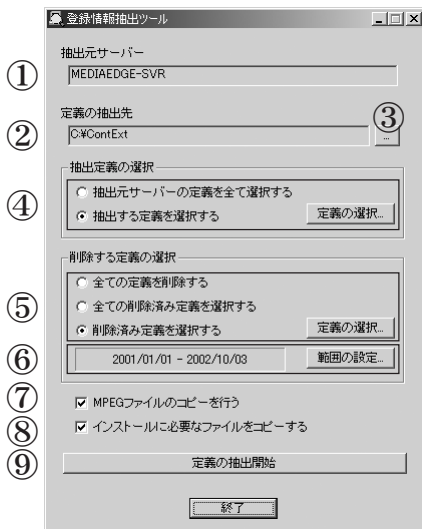 登録情報抽出ツール
抽出元サーバー
① MEDIAEDGE-SVR
定義の抽出先
③
② C:¥ContExt ...
抽出定義の選択
抽出元サーバーの定義を全て選択する
④
抽出する定義を選択する 定義の選択...
削除する定義の選択
全ての定義を削除する
⑤ 全ての削除済み定義を選択する
削除済み定義を選択する 定義の選択...
⑥ 2001/01/01 - 2002/10/03 範囲の設定...
⑦ MPEGファイルのコピーを行う
⑧ インストールに必要なファイルをコピーする
⑨ 定義の抽出開始
終了